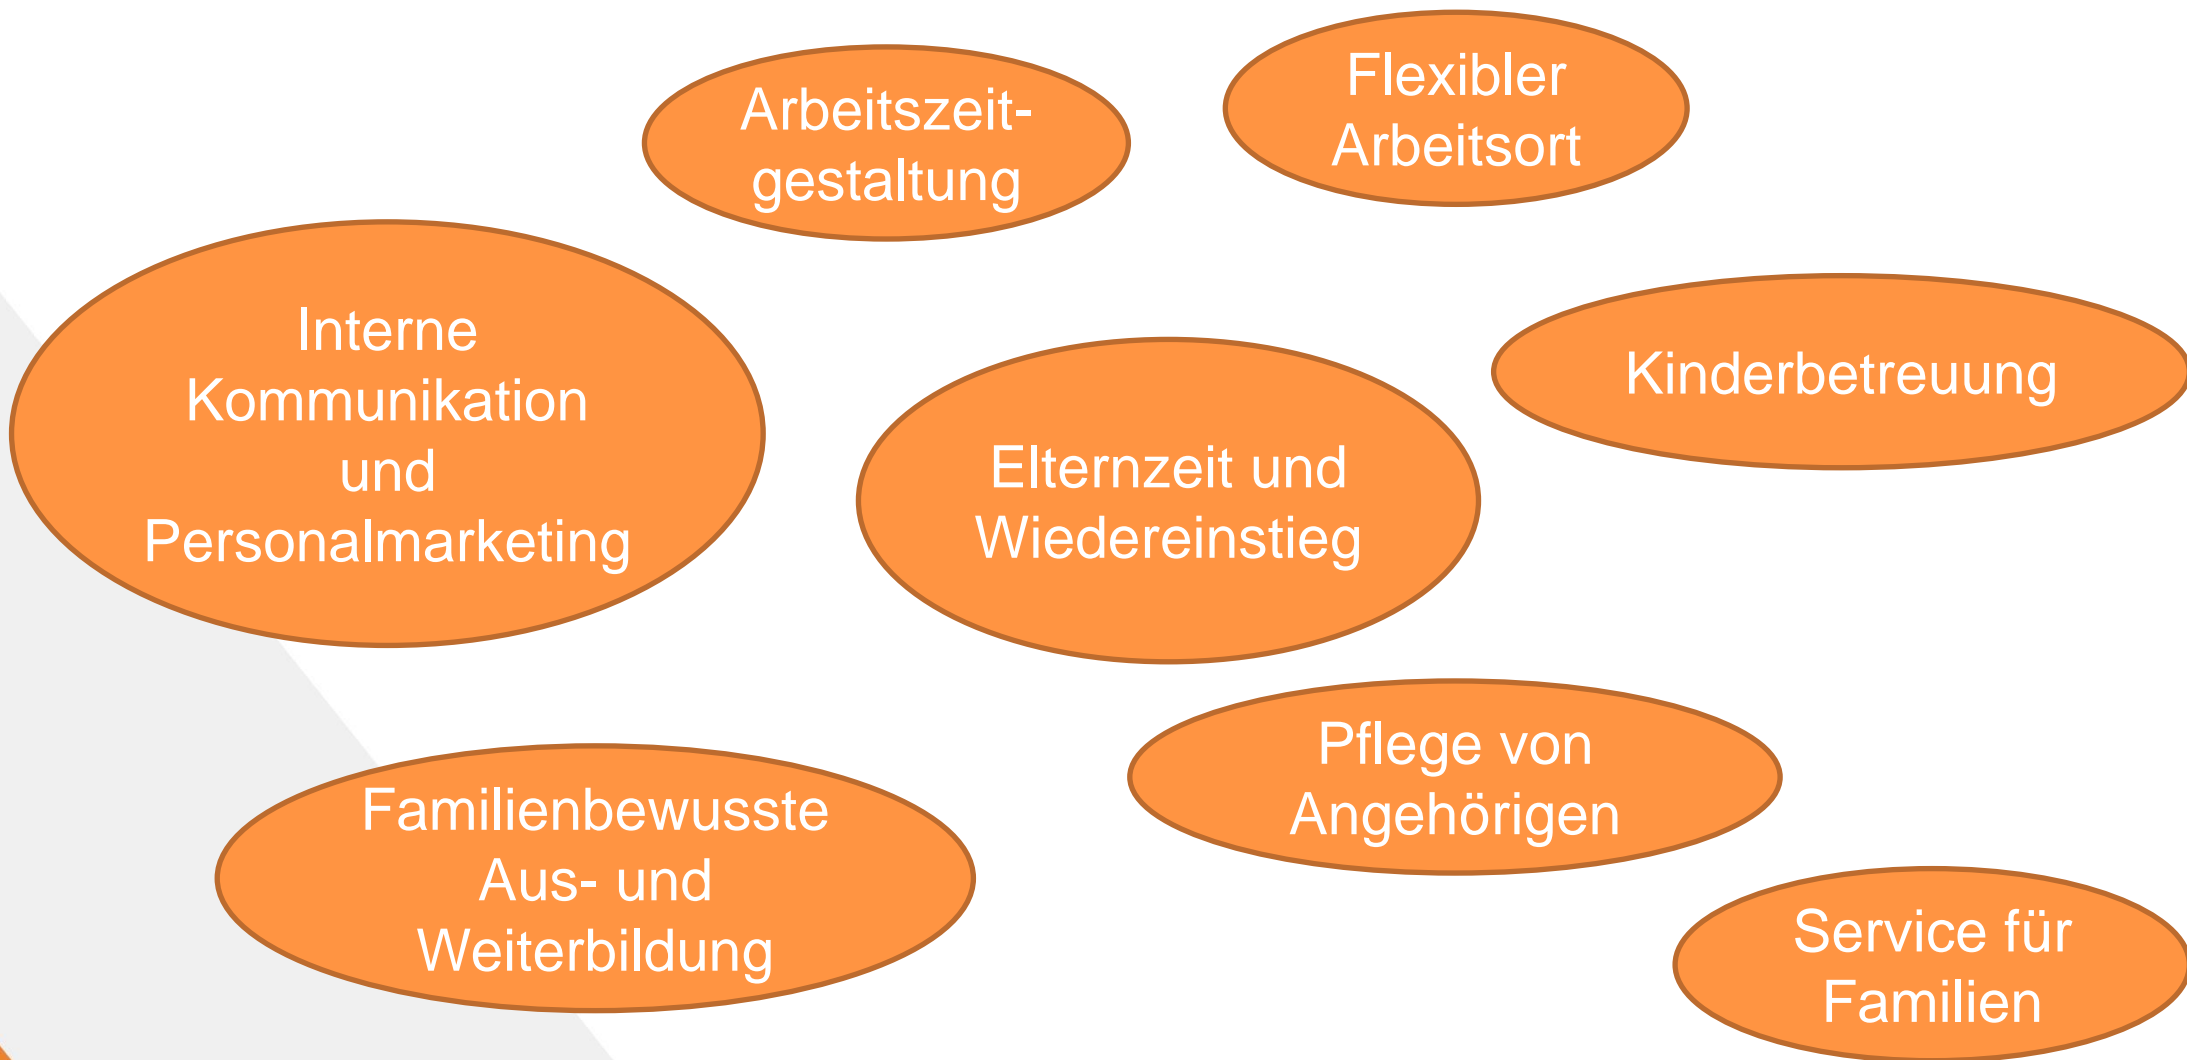 Arbeitszeit-
gestaltung
Flexibler
Arbeitsort
Interne
Kommunikation
und
Personalmarketing
Kinderbetreuung
Elternzeit und
Wiedereinstieg
Pflege von
Angehörigen
Familienbewusste
Aus- und
Weiterbildung
Service für
Familien